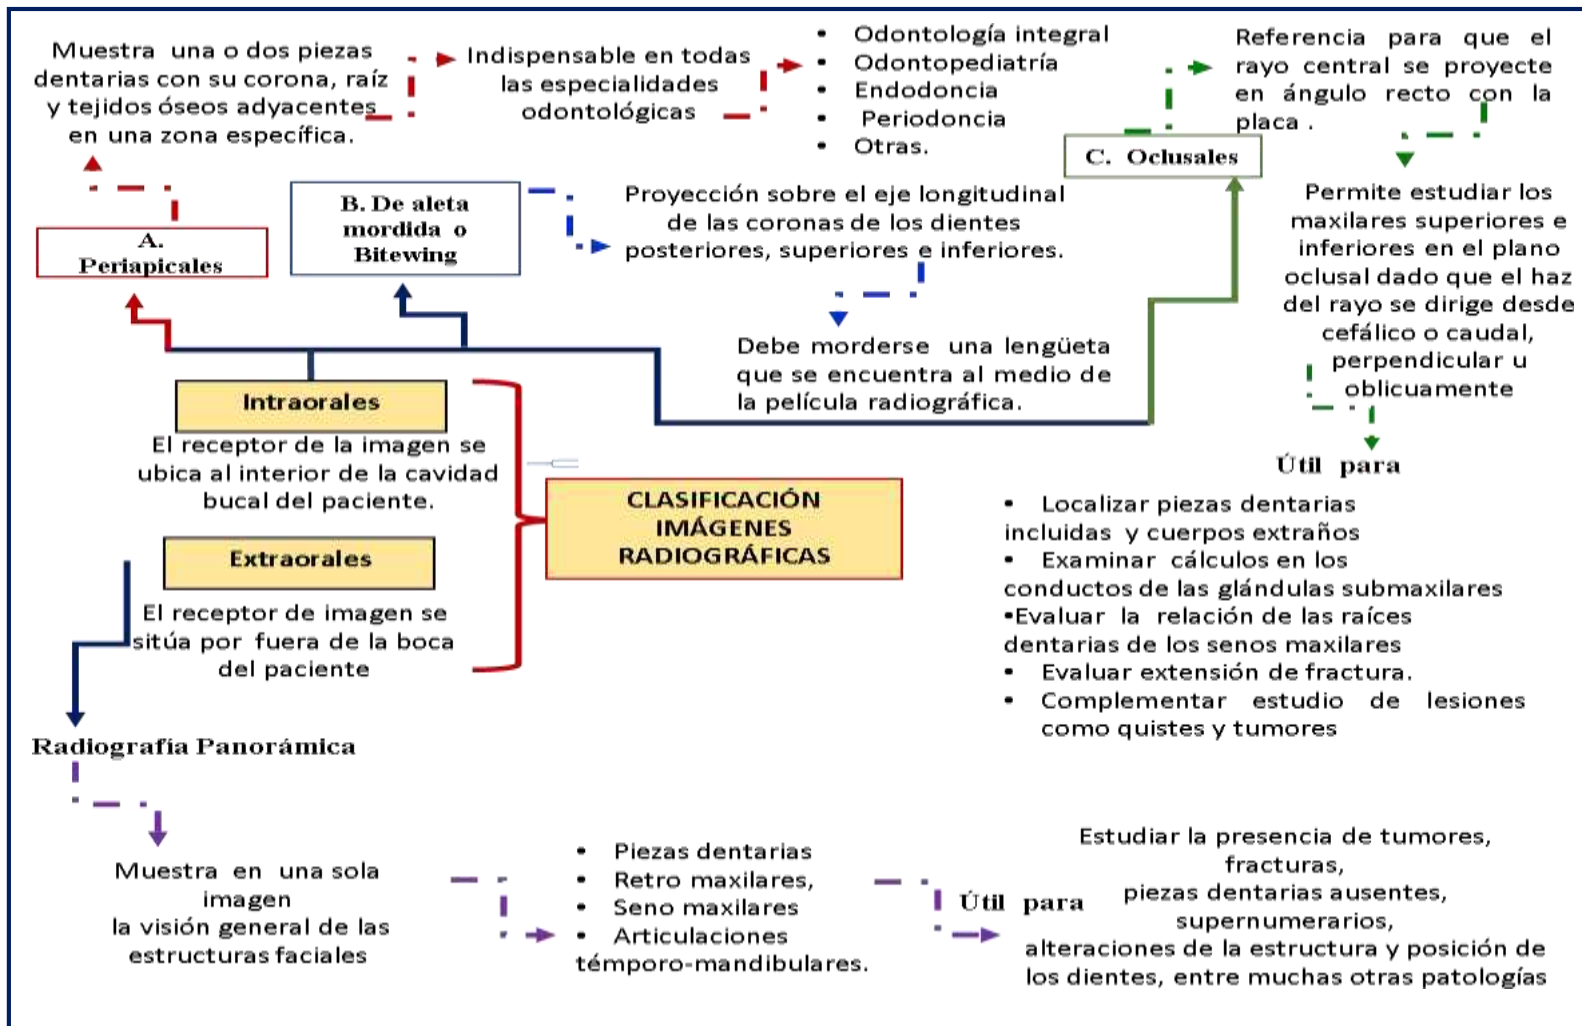 Muestra una o dos piezas
dentarias con su corona, raíz
y tejidos óseos adyacentes
en una zona específica.
Indispensable en todas
las especialidades
odontológicas
• Odontología integral
• Odontopediatría
• Endodoncia
• Periodoncia
• Otras.
Referencia para que el
rayo central se proyecte
en ángulo recto con la
placa .
C. Oclusales
A.
Periapicales
B. De aleta
mordida o
Bitewing
Proyección sobre el eje longitudinal
de las coronas de los dientes
posteriores, superiores e inferiores.
Debe morderse una lengüeta
que se encuentra al medio de
la película radiográfica.
Permite estudiar los
maxilares superiores e
inferiores en el plano
oclusal dado que el haz
del rayo se dirige desde
cefálico o caudal,
perpendicular u
oblicuamente
Intraorales
El receptor de la imagen se
ubica al interior de la cavidad
bucal del paciente.
CLASIFICACIÓN
IMÁGENES
RADIOGRÁFICAS
Extraorales
El receptor de imagen se
sitúa por fuera de la boca
del paciente
Útil para
• Localizar piezas dentarias
incluidas y cuerpos extraños
• Examinar cálculos en los
conductos de las glándulas submaxilares
•Evaluar la relación de las raíces
dentarias de los senos maxilares
• Evaluar extensión de fractura.
• Complementar estudio de lesiones
como quistes y tumores
Radiografía Panorámica
Muestra en una sola
imagen
la visión general de las
estructuras faciales
• Piezas dentarias
• Retro maxilares,
• Seno maxilares
• Articulaciones
témporo-mandibulares.
Útil para
Estudiar la presencia de tumores,
fracturas,
piezas dentarias ausentes,
supernumerarios,
alteraciones de la estructura y posición de
los dientes, entre muchas otras patologías